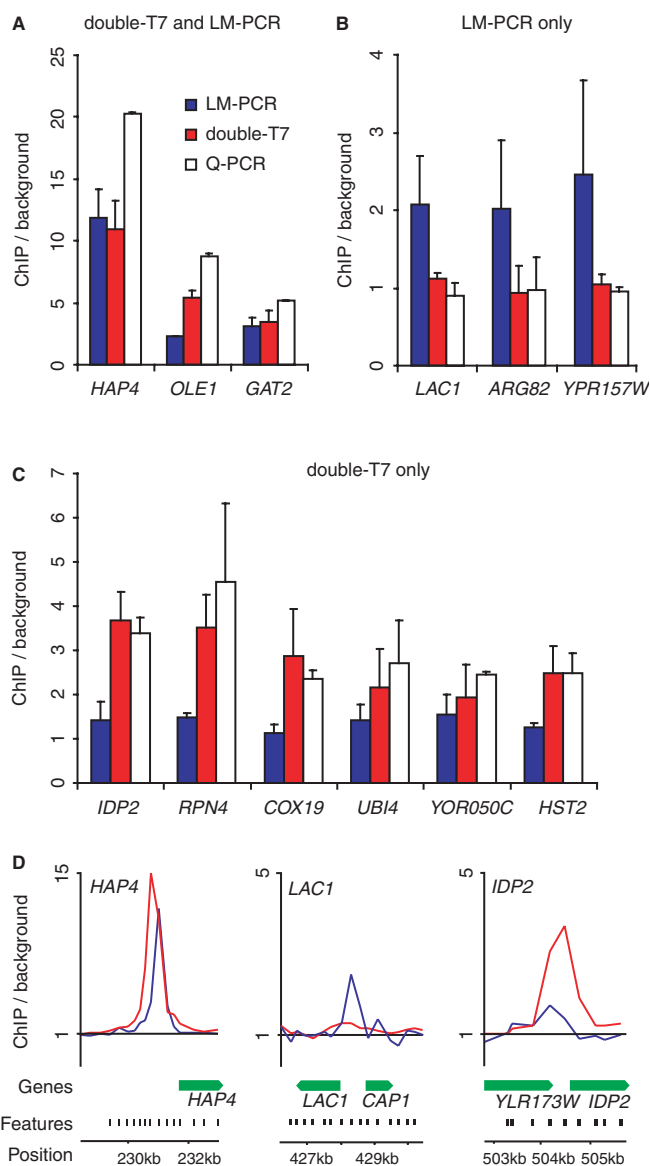 A double-T7 and LM-PCR
ChIP / background
25
20
15
10
5
0
LM-PCR
double-T7
Q-PCR
HAP4 OLE1 GAT2
B LM-PCR only
ChIP / background
4
3
2
1
0
LAC1 ARG82 YPR157W
C double-T7 only
ChIP / background
7
6
5
4
3
2
1
0
IDP2 RPN4 COX19 UBI4 YOR050C HST2
D
ChIP / background
15 HAP4
1
5 LAC1
1
5 IDP2
1
Genes
HAP4 LAC1 CAP1 YLR173W IDP2
Features
Position
230kb 232kb 427kb 429kb 503kb 504kb 505kb